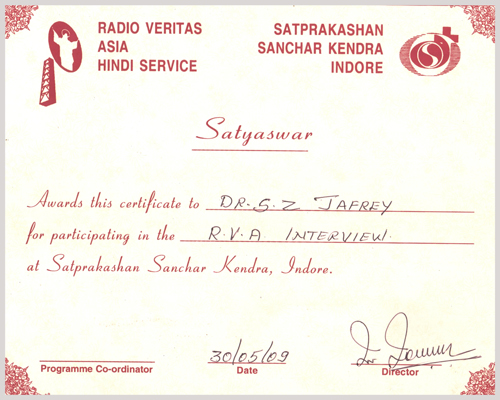 RADIO VERITAS
ASIA
HINDI SERVICE
SATPRAKASHAN
SANCHAR KENDRA
INDORE
Satyaswar
Awards this certificate to DR. S. Z JAFREY
for participating in the R.V.A INTERVIEW.
at Satprakashan Sanchar Kendra, Indore.
30/05/09
Programme Co-ordinator Date Director